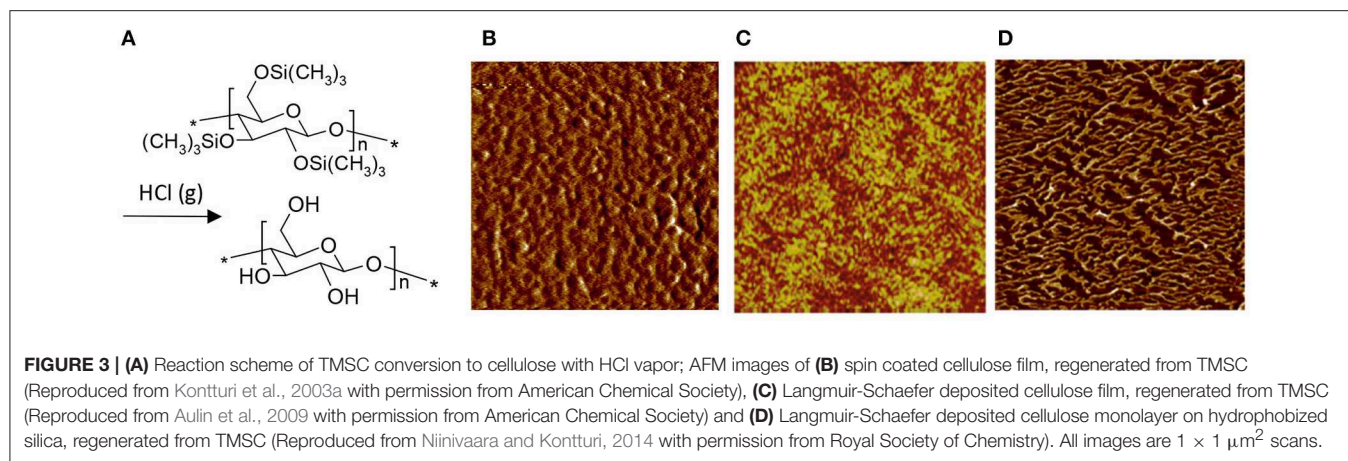 A
B
C
D
OSi(CH₃)₃
O
*
(CH₃)₃SiO
O
n
*
OSi(CH₃)₃
HCl (g)
OH
O
*
HO
O
n
*
OH
FIGURE 3 | (A) Reaction scheme of TMSC conversion to cellulose with HCl vapor; AFM images of (B) spin coated cellulose film, regenerated from TMSC
(Reproduced from Kontturi et al., 2003a with permission from American Chemical Society), (C) Langmuir-Schaefer deposited cellulose film, regenerated from TMSC
(Reproduced from Aulin et al., 2009 with permission from American Chemical Society) and (D) Langmuir-Schaefer deposited cellulose monolayer on hydrophobized
silica, regenerated from TMSC (Reproduced from Niinivaara and Kontturi, 2014 with permission from Royal Society of Chemistry). All images are 1 × 1 μm² scans.